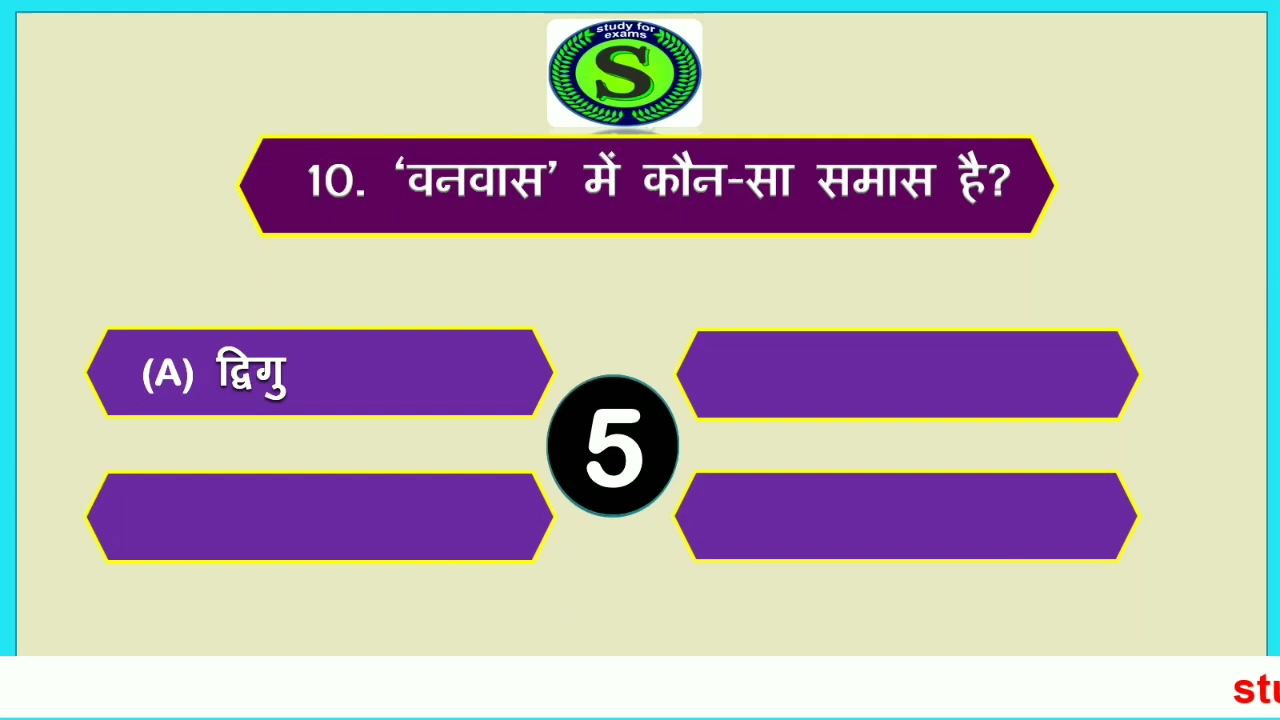 study for
exams
S
10. ‘वनवास’ में कौन-सा समास है?
(A) द्विगु
5
stu